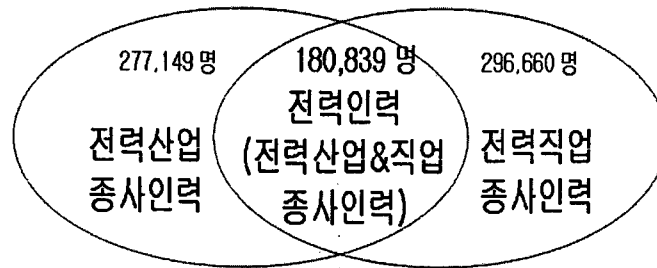 277,149 명
180,839 명
296,660 명
전력산업
종사인력
전력인력
(전력산업&직업
종사인력)
전력직업
종사인력